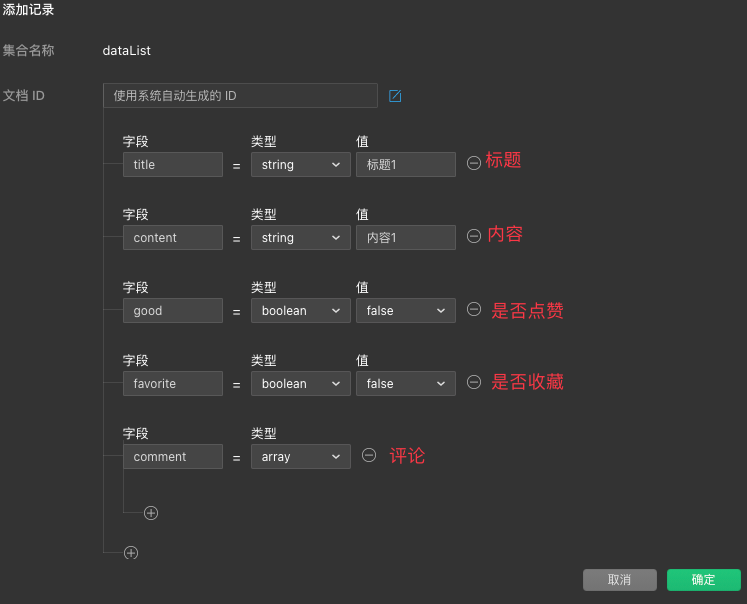 添加记录
集合名称 dataList
文档 ID 使用系统自动生成的 ID
字段 类型 值
title = string 标题1 标题
字段 类型 值
content = string 内容1 内容
字段 类型 值
good = boolean false 是否点赞
字段 类型 值
favorite = boolean false 是否收藏
字段 类型
comment = array 评论
取消 确定